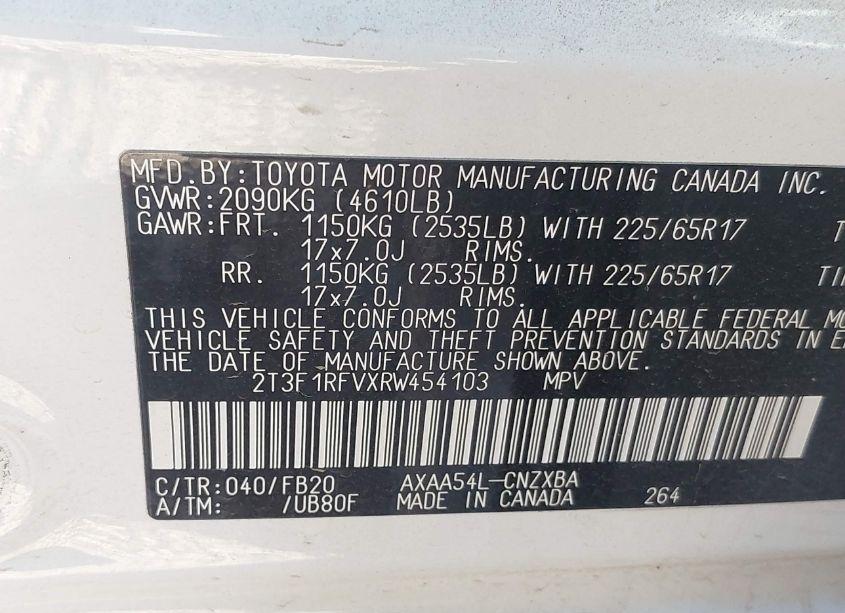 MFD.BY:TOYOTA MOTOR MANUFACTURING CANADA INC.
GVWR:2090KG (4610LB)
GAWR:FRT. 1150KG (2535LB) WITH 225/65R17 T
17x7.0J RIMS.
RR. 1150KG (2535LB) WITH 225/65R17 TI
17x7.0J RIMS.
THIS VEHICLE CONFORMS TO ALL APPLICABLE FEDERAL MO
VEHICLE SAFETY AND THEFT PREVENTION STANDARDS IN E
THE DATE OF MANUFACTURE SHOWN ABOVE.
2T3F1RFVXRW454103 MPV
C/TR:040/FB20 AXAA54L-CNZXBA
A/TM: /UB80F MADE IN CANADA 264